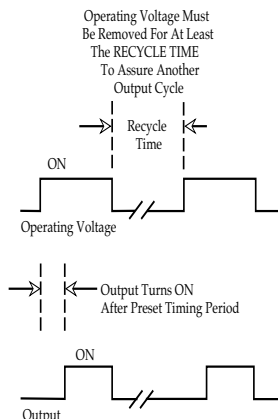 Operating Voltage Must
Be Removed For At Least
The RECYCLE TIME
To Assure Another
Output Cycle
Recycle
Time
ON
Operating Voltage
Output Turns ON
After Preset Timing Period
ON
Output